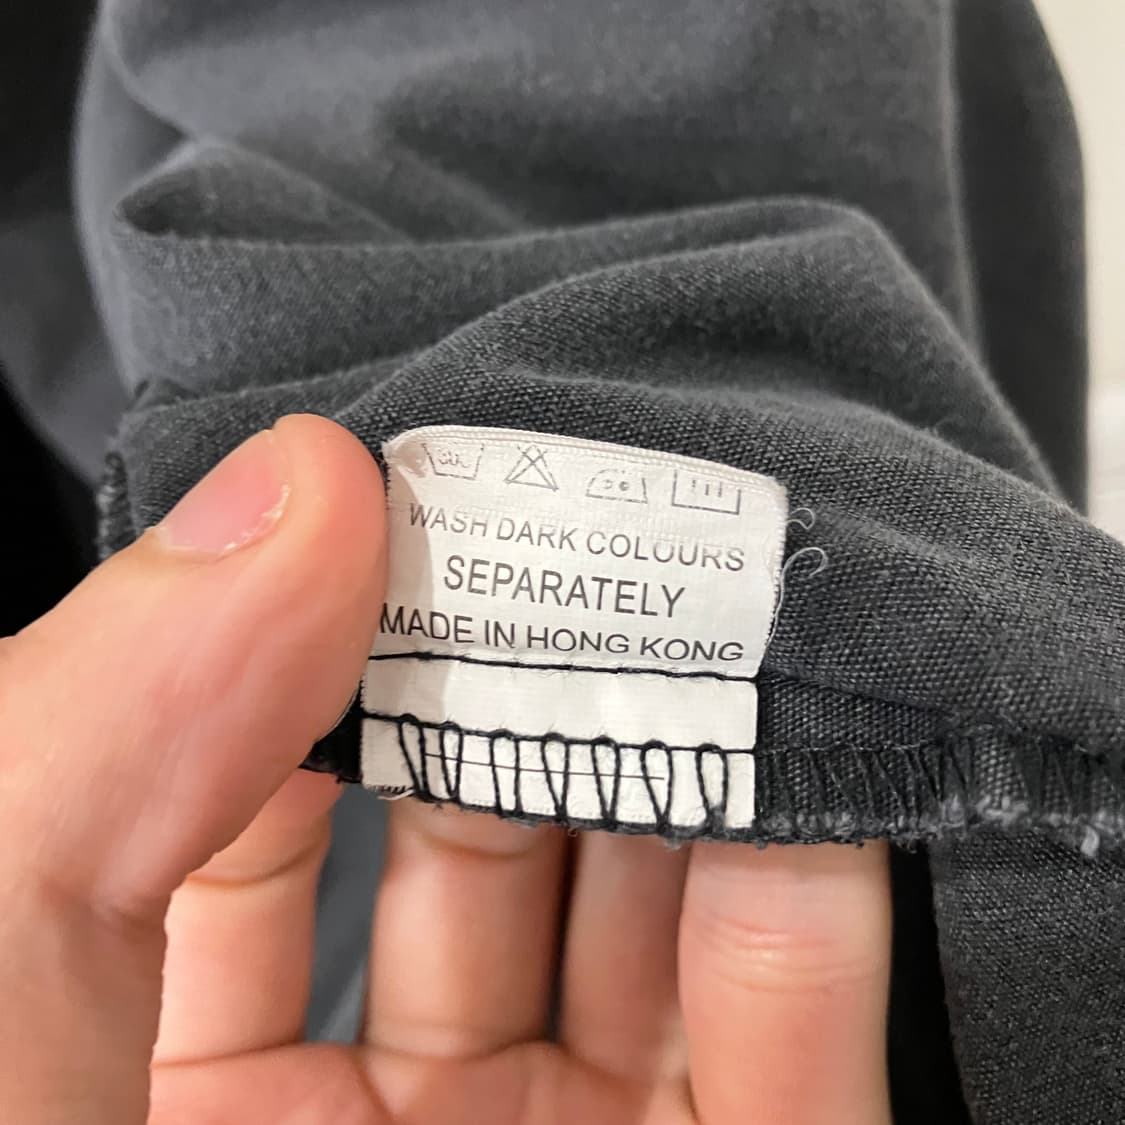 WASH DARK COLOURS
SEPARATELY
MADE IN HONG KONG